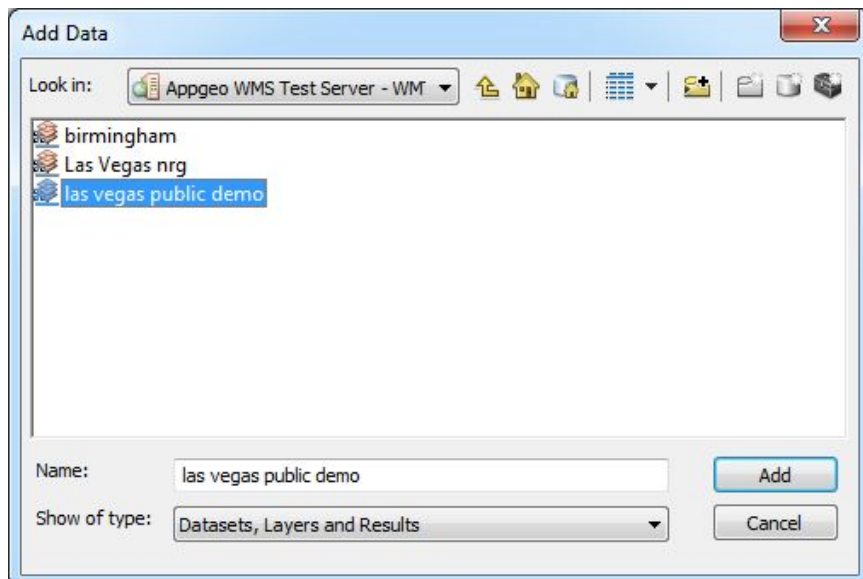 Add Data
Look in: Appgeo WMS Test Server - WMT
birmingham
Las Vegas nrg
las vegas public demo
Name: las vegas public demo Add
Show of type: Datasets, Layers and Results Cancel